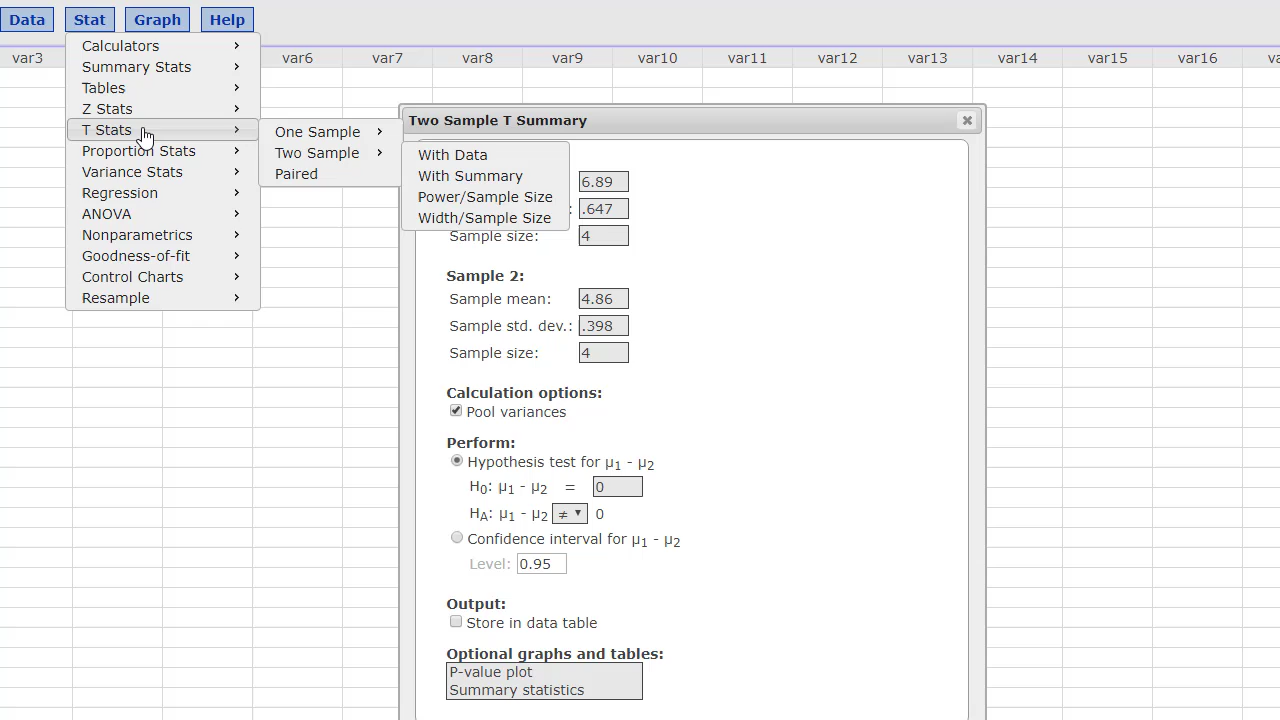 Data Stat Graph Help
var3 var6 var7 var8 var9 var10 var11 var12 var13 var14 var15 var16
Calculators
Summary Stats
Tables
Z Stats
T Stats
Proportion Stats
Variance Stats
Regression
ANOVA
Nonparametrics
Goodness-of-fit
Control Charts
Resample
One Sample
Two Sample
Paired
With Data
With Summary
Power/Sample Size
Width/Sample Size
Two Sample T Summary
6.89
: .647
Sample size: 4
Sample 2:
Sample mean: 4.86
Sample std. dev.: .398
Sample size: 4
Calculation options:
Pool variances
Perform:
Hypothesis test for μ1 - μ2
H0: μ1 - μ2 = 0
HA: μ1 - μ2 ≠ 0
Confidence interval for μ1 - μ2
Level: 0.95
Output:
Store in data table
Optional graphs and tables:
P-value plot
Summary statistics